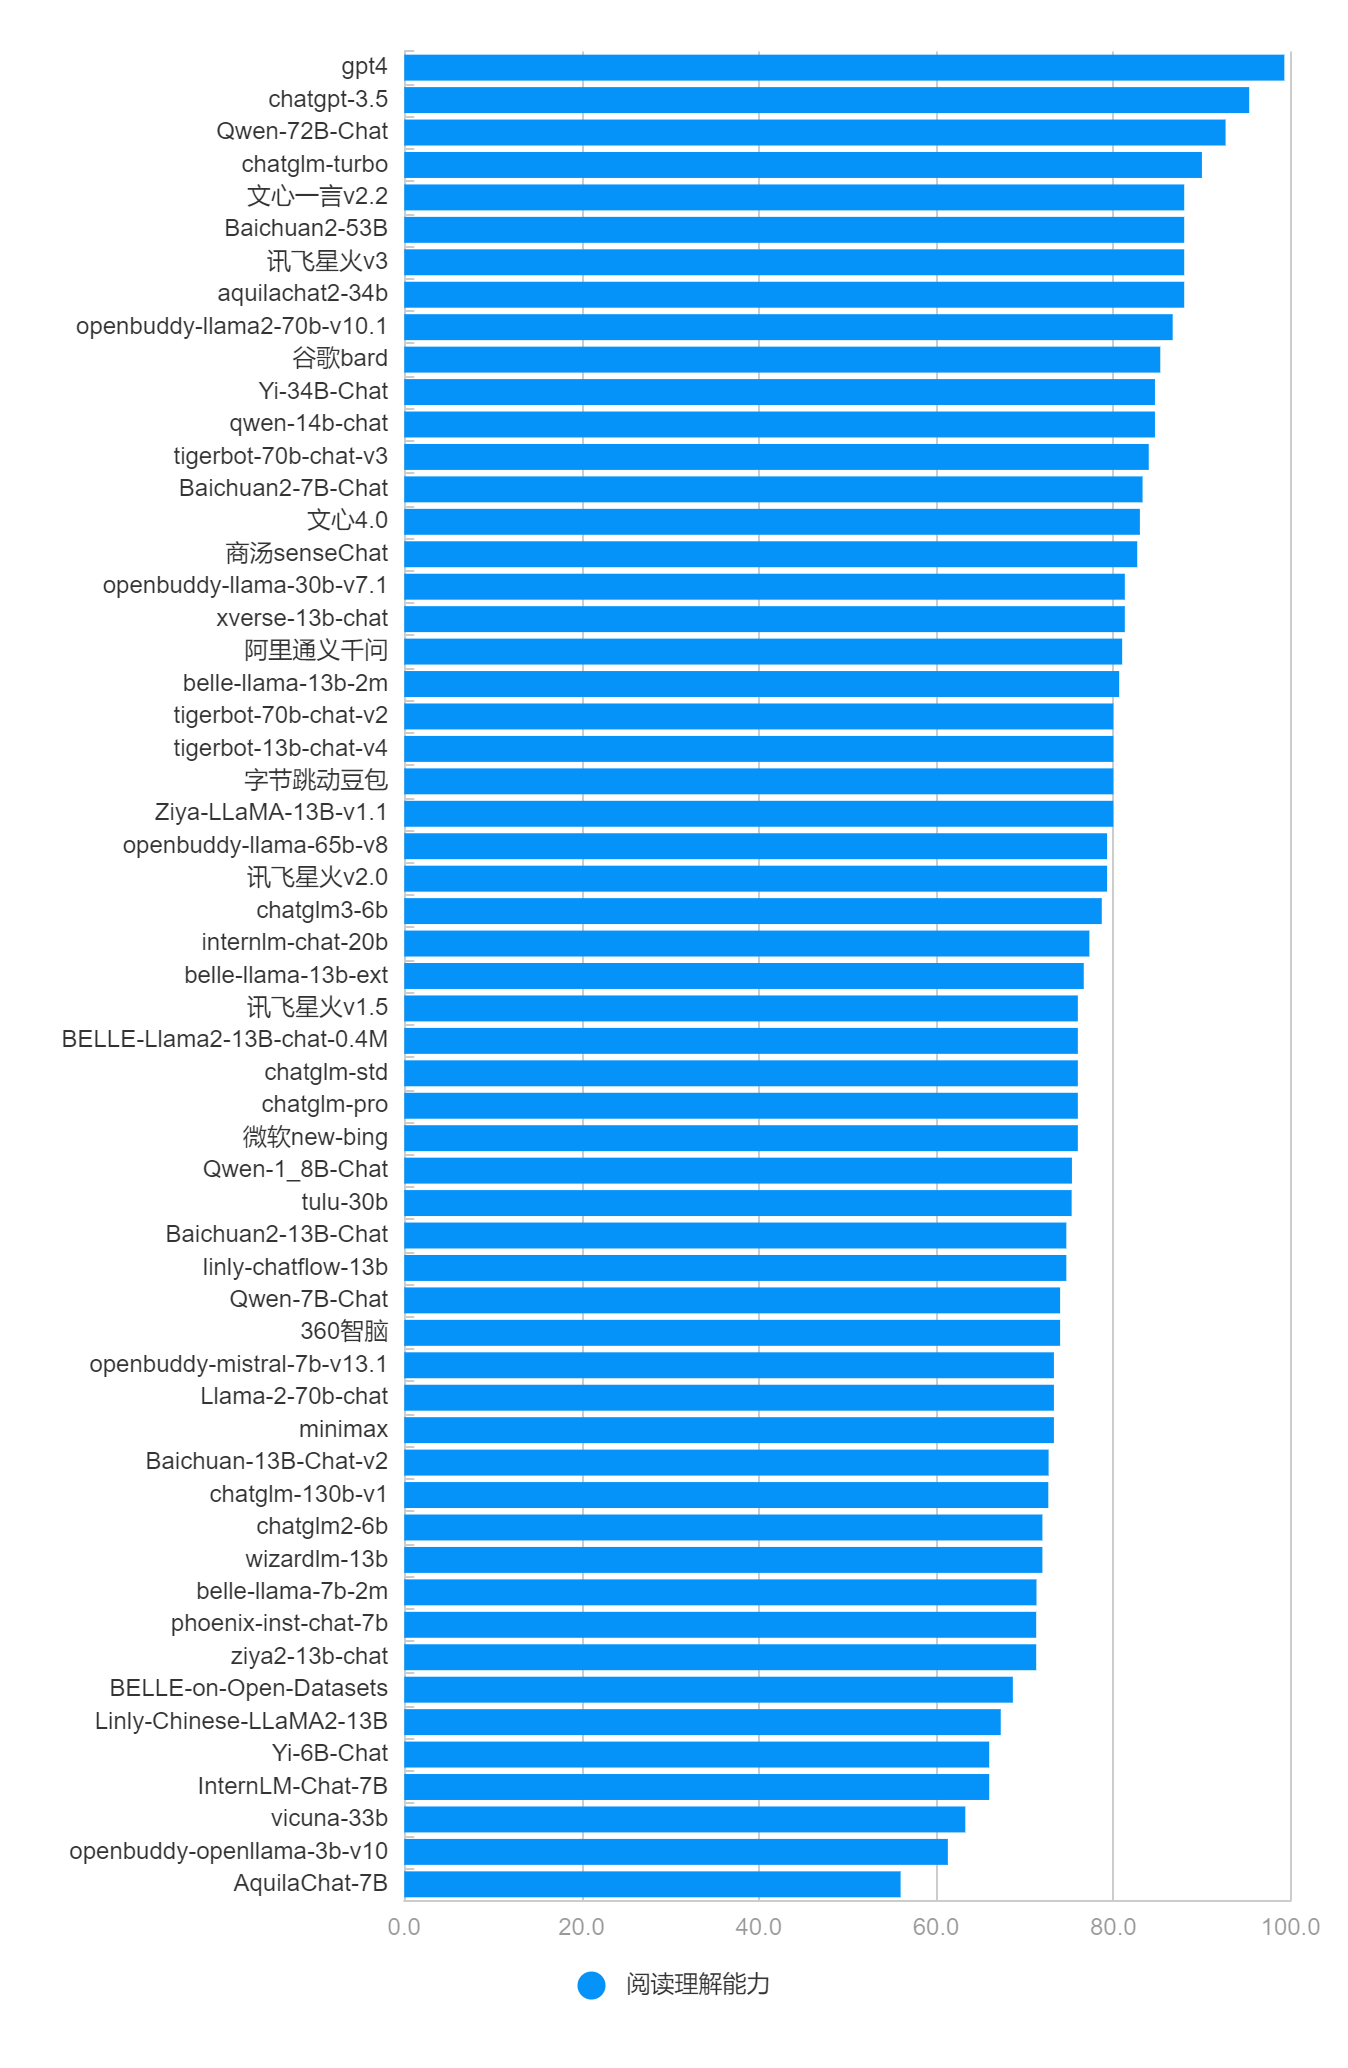 gpt4
chatgpt-3.5
Qwen-72B-Chat
chatglm-turbo
文心一言v2.2
Baichuan2-53B
讯飞星火v3
aquilachat2-34b
openbuddy-llama2-70b-v10.1
谷歌bard
Yi-34B-Chat
qwen-14b-chat
tigerbot-70b-chat-v3
Baichuan2-7B-Chat
文心4.0
商汤senseChat
openbuddy-llama-30b-v7.1
xverse-13b-chat
阿里通义千问
belle-llama-13b-2m
tigerbot-70b-chat-v2
tigerbot-13b-chat-v4
字节跳动豆包
Ziya-LLaMA-13B-v1.1
openbuddy-llama-65b-v8
讯飞星火v2.0
chatglm3-6b
internlm-chat-20b
belle-llama-13b-ext
讯飞星火v1.5
BELLE-Llama2-13B-chat-0.4M
chatglm-std
chatglm-pro
微软new-bing
Qwen-1_8B-Chat
tulu-30b
Baichuan2-13B-Chat
linly-chatflow-13b
Qwen-7B-Chat
360智脑
openbuddy-mistral-7b-v13.1
Llama-2-70b-chat
minimax
Baichuan-13B-Chat-v2
chatglm-130b-v1
chatglm2-6b
wizardlm-13b
belle-llama-7b-2m
phoenix-inst-chat-7b
ziya2-13b-chat
BELLE-on-Open-Datasets
Linly-Chinese-LLaMA2-13B
Yi-6B-Chat
InternLM-Chat-7B
vicuna-33b
openbuddy-openllama-3b-v10
AquilaChat-7B
0.0 20.0 40.0 60.0 80.0 100.0
阅读理解能力